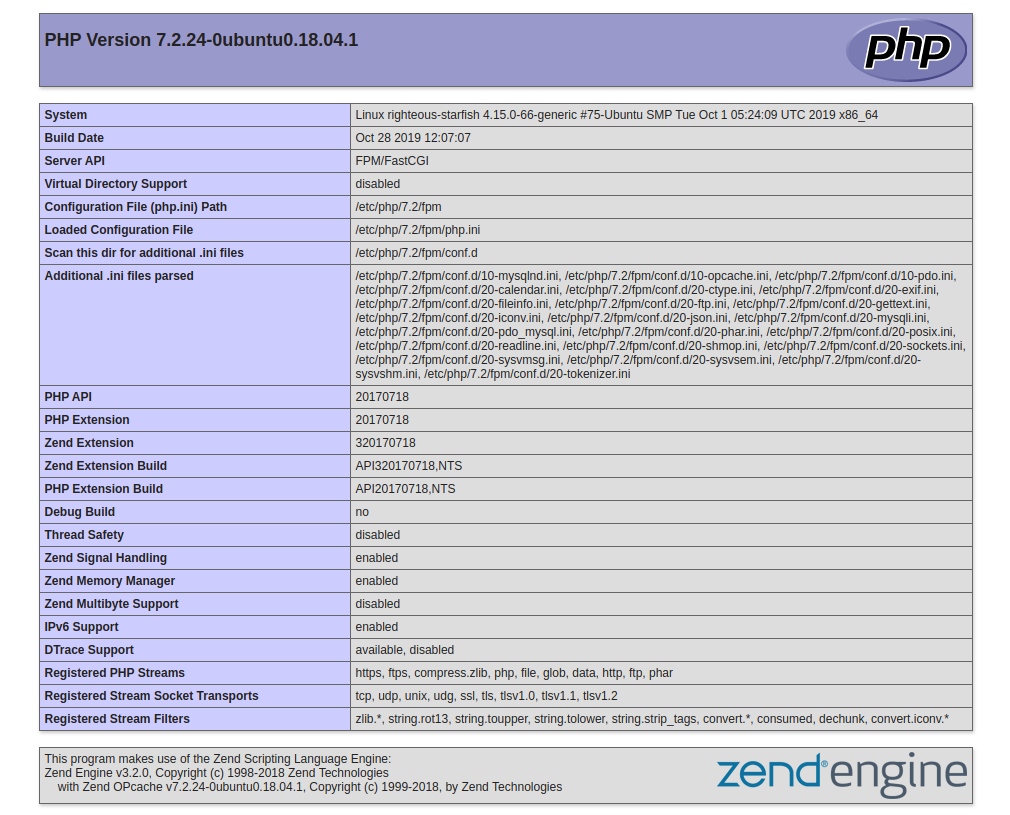 PHP Version 7.2.24-0ubuntu0.18.04.1
php
System Linux righteous-starfish 4.15.0-66-generic #75-Ubuntu SMP Tue Oct 1 05:24:09 UTC 2019 x86_64
Build Date Oct 28 2019 12:07:07
Server API FPM/FastCGI
Virtual Directory Support disabled
Configuration File (php.ini) Path /etc/php/7.2/fpm
Loaded Configuration File /etc/php/7.2/fpm/php.ini
Scan this dir for additional .ini files /etc/php/7.2/fpm/conf.d
Additional .ini files parsed /etc/php/7.2/fpm/conf.d/10-mysqlnd.ini, /etc/php/7.2/fpm/conf.d/10-opcache.ini, /etc/php/7.2/fpm/conf.d/10-pdo.ini,
/etc/php/7.2/fpm/conf.d/20-calendar.ini, /etc/php/7.2/fpm/conf.d/20-ctype.ini, /etc/php/7.2/fpm/conf.d/20-exif.ini,
/etc/php/7.2/fpm/conf.d/20-fileinfo.ini, /etc/php/7.2/fpm/conf.d/20-ftp.ini, /etc/php/7.2/fpm/conf.d/20-gettext.ini,
/etc/php/7.2/fpm/conf.d/20-iconv.ini, /etc/php/7.2/fpm/conf.d/20-json.ini, /etc/php/7.2/fpm/conf.d/20-mysqli.ini,
/etc/php/7.2/fpm/conf.d/20-pdo_mysql.ini, /etc/php/7.2/fpm/conf.d/20-phar.ini, /etc/php/7.2/fpm/conf.d/20-posix.ini,
/etc/php/7.2/fpm/conf.d/20-readline.ini, /etc/php/7.2/fpm/conf.d/20-shmop.ini, /etc/php/7.2/fpm/conf.d/20-sockets.ini,
/etc/php/7.2/fpm/conf.d/20-sysvmsg.ini, /etc/php/7.2/fpm/conf.d/20-sysvsem.ini, /etc/php/7.2/fpm/conf.d/20-
sysvshm.ini, /etc/php/7.2/fpm/conf.d/20-tokenizer.ini
PHP API 20170718
PHP Extension 20170718
Zend Extension 320170718
Zend Extension Build API320170718,NTS
PHP Extension Build API20170718,NTS
Debug Build no
Thread Safety disabled
Zend Signal Handling enabled
Zend Memory Manager enabled
Zend Multibyte Support disabled
IPv6 Support enabled
DTrace Support available, disabled
Registered PHP Streams https, ftps, compress.zlib, php, file, glob, data, http, ftp, phar
Registered Stream Socket Transports tcp, udp, unix, udg, ssl, tls, tlsv1.0, tlsv1.1, tlsv1.2
Registered Stream Filters zlib.*, string.rot13, string.toupper, string.tolower, string.strip_tags, convert.*, consumed, dechunk, convert.iconv.*
This program makes use of the Zend Scripting Language Engine:
Zend Engine v3.2.0, Copyright (c) 1998-2018 Zend Technologies
with Zend OPcache v7.2.24-0ubuntu0.18.04.1, Copyright (c) 1999-2018, by Zend Technologies
zend® engine